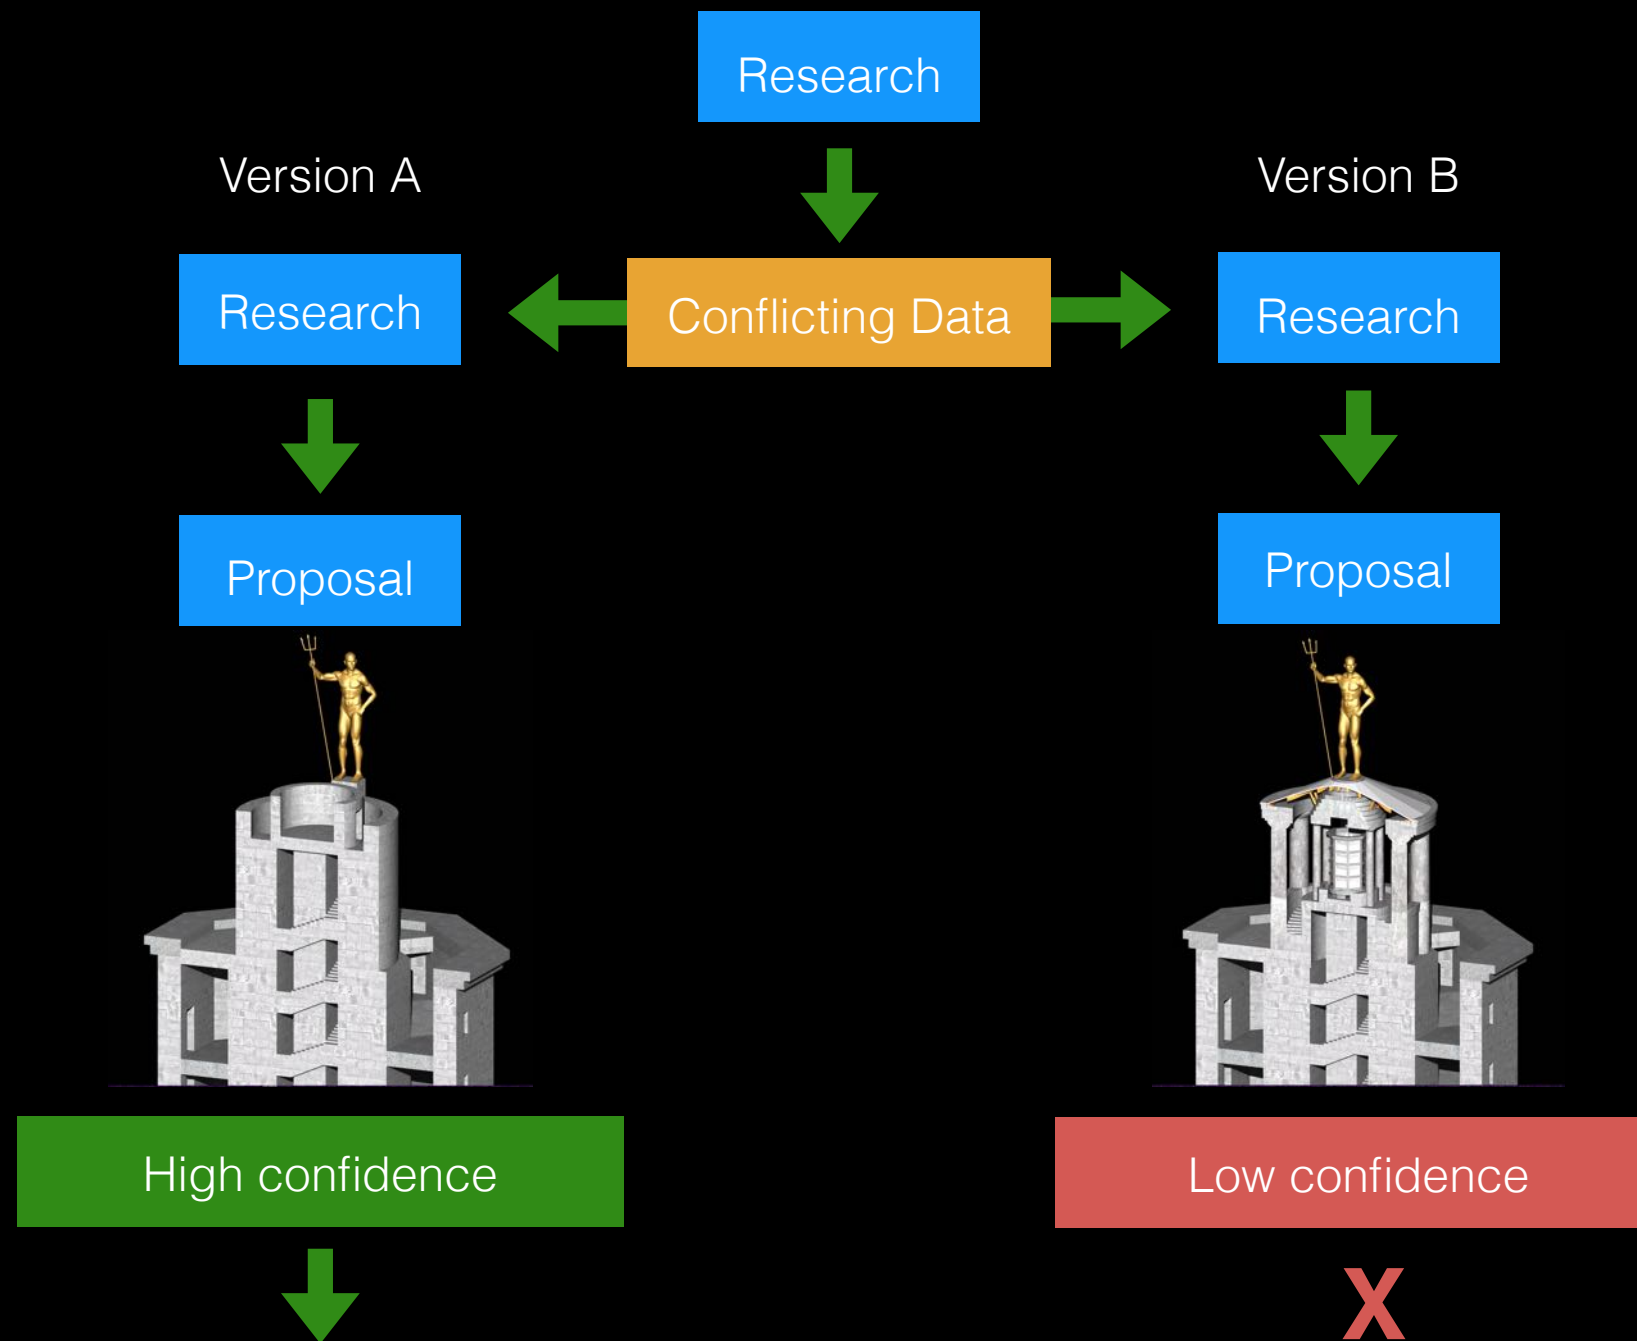 Research
Version A
Version B
Research
Conflicting Data
Research
Proposal
Proposal
High confidence
Low confidence
X